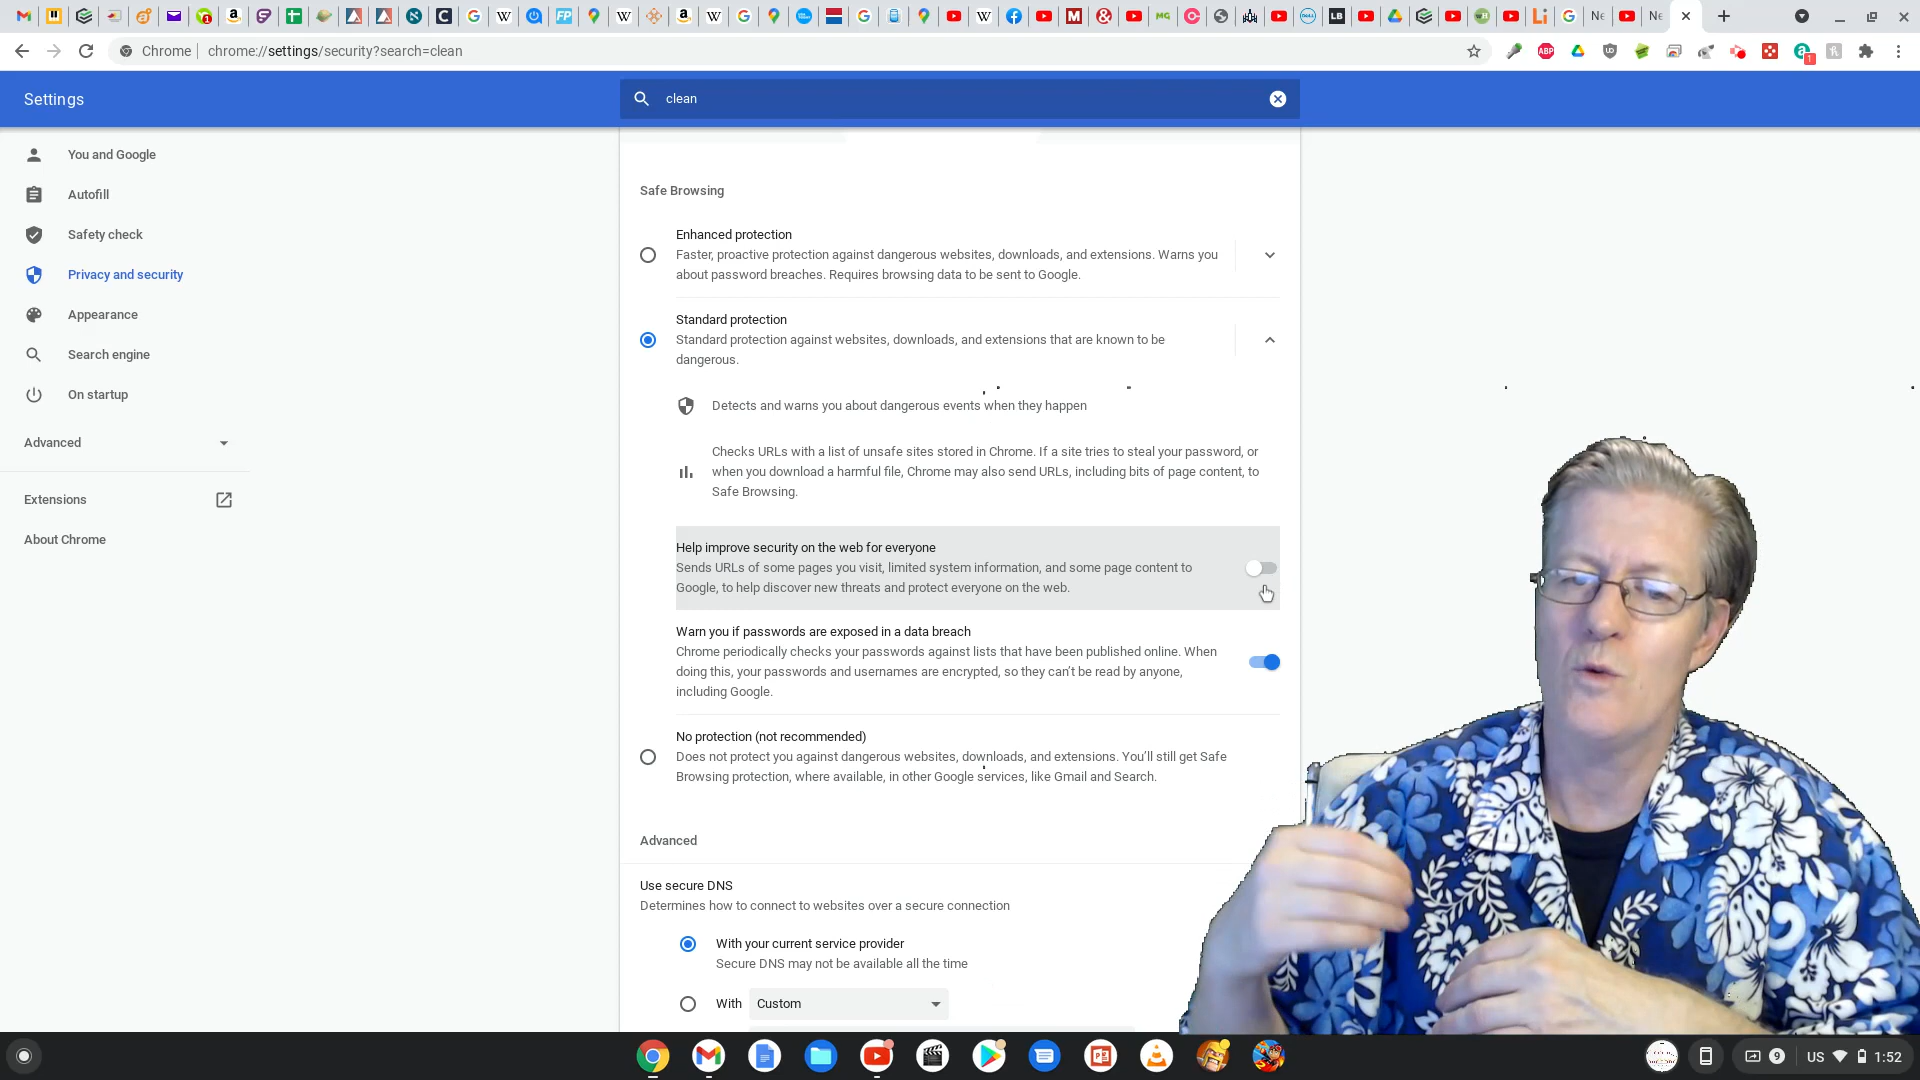 Chrome
chrome://settings/security?search=clean
Settings
clean
You and Google
Autofill
Safety check
Privacy and security
Appearance
Search engine
On startup
Advanced
Extensions
About Chrome
Safe Browsing
Enhanced protection
Faster, proactive protection against dangerous websites, downloads, and extensions. Warns you
about password breaches. Requires browsing data to be sent to Google.
Standard protection
Standard protection against websites, downloads, and extensions that are known to be
dangerous.
Detects and warns you about dangerous events when they happen
Checks URLs with a list of unsafe sites stored in Chrome. If a site tries to steal your password, or
when you download a harmful file, Chrome may also send URLs, including bits of page content, to
Safe Browsing.
Help improve security on the web for everyone
Sends URLs of some pages you visit, limited system information, and some page content to
Google, to help discover new threats and protect everyone on the web.
Warn you if passwords are exposed in a data breach
Chrome periodically checks your passwords against lists that have been published online. When
doing this, your passwords and usernames are encrypted, so they can't be read by anyone,
including Google.
No protection (not recommended)
Does not protect you against dangerous websites, downloads, and extensions. You'll still get Safe
Browsing protection, where available, in other Google services, like Gmail and Search.
Advanced
Use secure DNS
Determines how to connect to websites over a secure connection
With your current service provider
Secure DNS may not be available all the time
With Custom
9 US 1:52